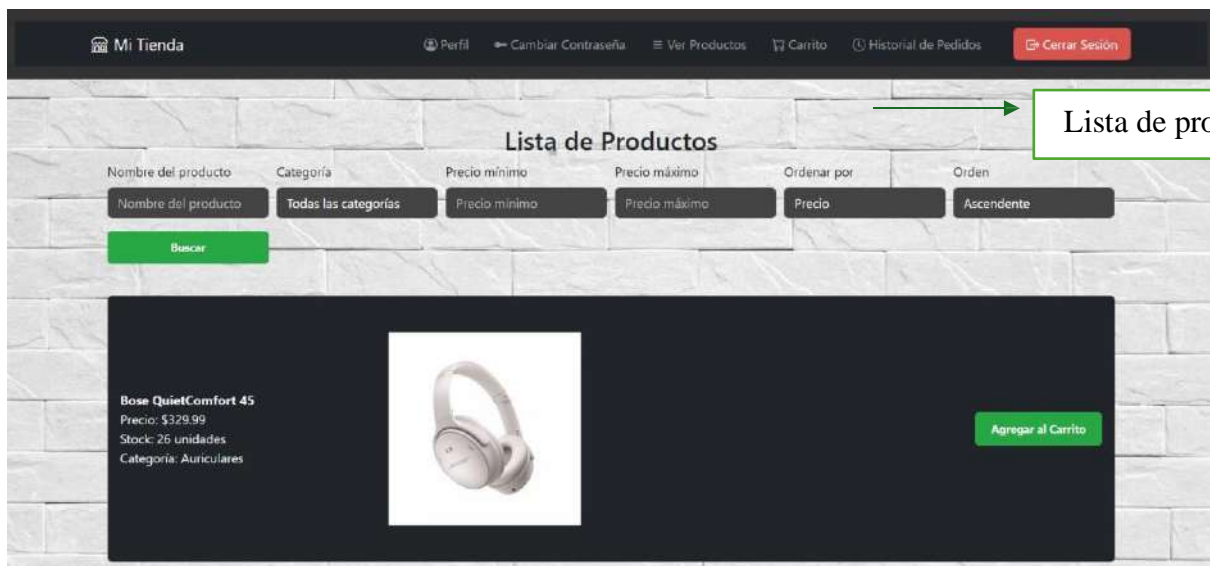 Mi Tienda
Perfil Cambiar Contraseña Ver Productos Carrito Historial de Pedidos Cerrar Sesión
Lista de
Lista de Productos
Nombre del producto Categoría Precio mínimo Precio máximo Ordenar por Orden
Nombre del producto Todas las categorías Precio mínimo Precio máximo Precio Ascendente
Buscar
Bose QuietComfort 45
Precio: $329.99
Stock: 26 unidades
Categoría: Auriculares
Agregar al Carrito